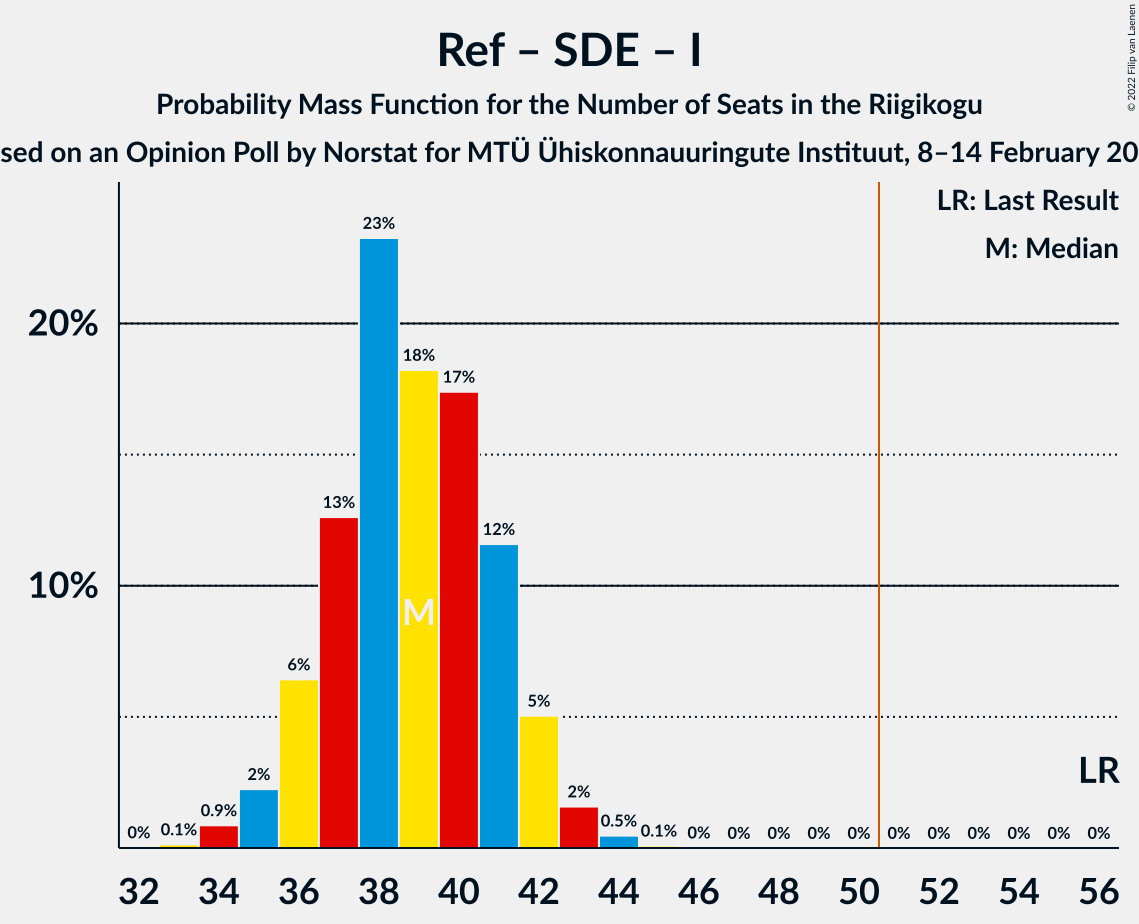 Ref – SDE – I
Probability Mass Function for the Number of Seats in the Riigikogu
sed on an Opinion Poll by Norstat for MTÜ Ühiskonnauuringute Instituut, 8–14 February 20
© 2022 Filip van Laenen
LR: Last Result
M: Median
20%
10%
0% 0.1% 0.9% 2% 6% 13% 23% 18% 17% 12% 5% 2% 0.5% 0.1% 0% 0% 0% 0% 0% 0% 0% 0% 0% 0% 0%
M
LR
32 34 36 38 40 42 44 46 48 50 52 54 56